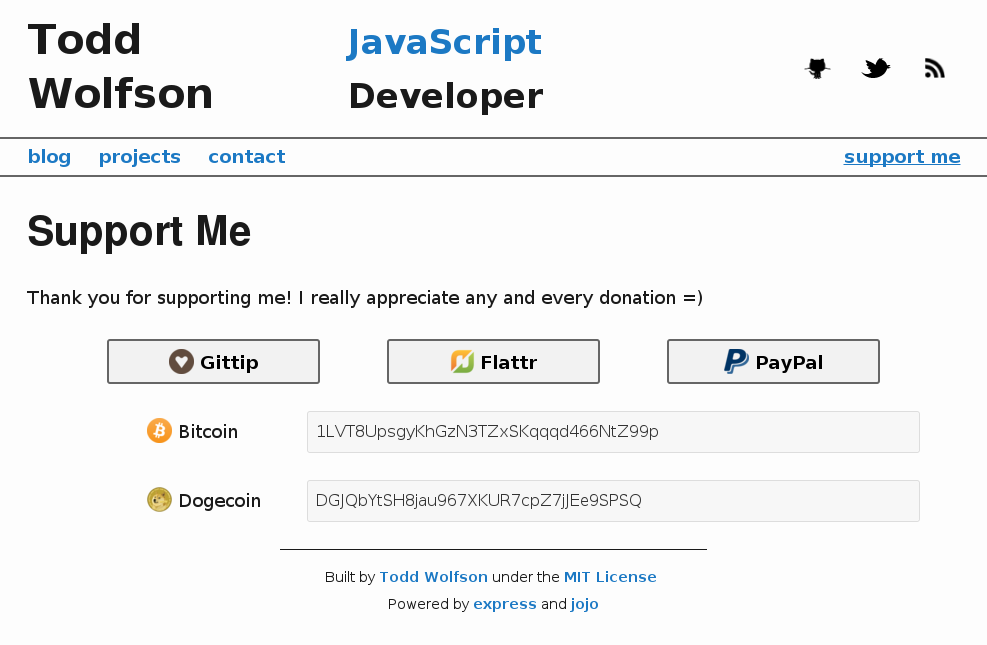 Todd
Wolfson
JavaScript
Developer
blog projects contact support me
Support Me
Thank you for supporting me! I really appreciate any and every donation =)
Gittip Flattr PayPal
Bitcoin 1LVT8UpsgyKhGzN3TZxSKqqqd466NtZ99p
Dogecoin DGJQbYtSH8jau967XKUR7cpZ7jJEe9SPSQ
Built by Todd Wolfson under the MIT License
Powered by express and jojo